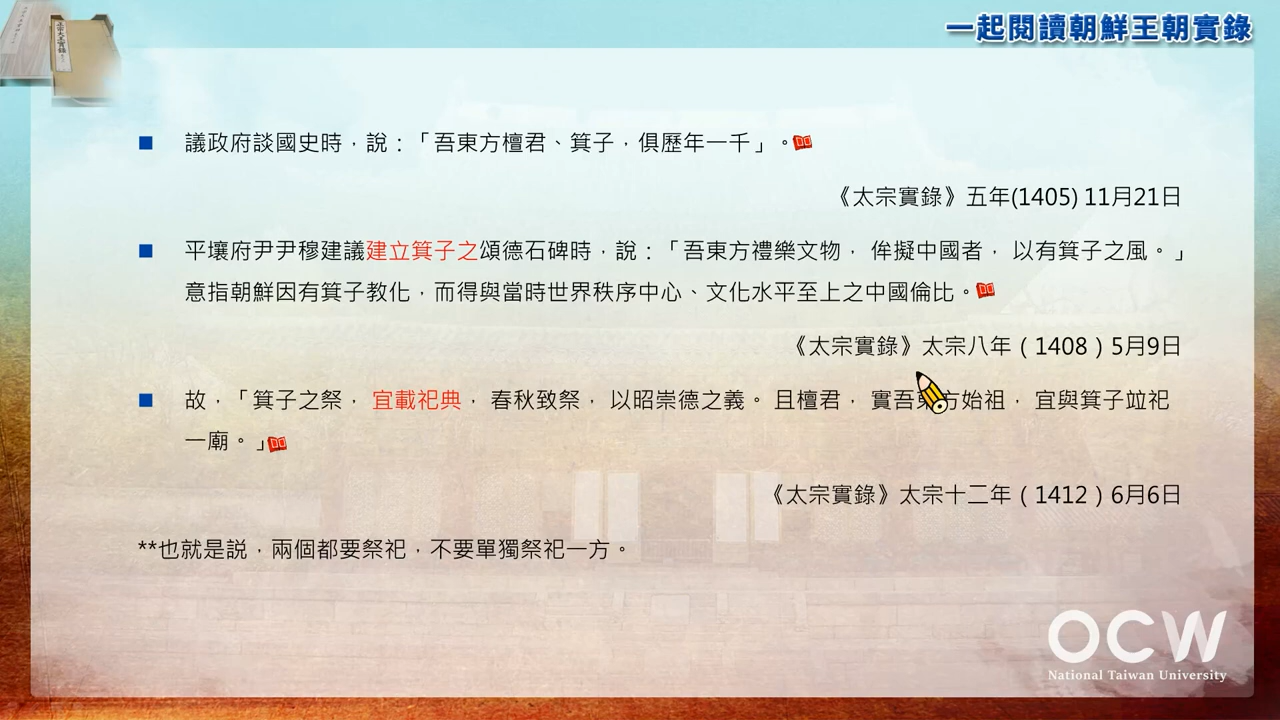 一起閱讀朝鮮王朝實錄
■ 議政府談國史時，說：「吾東方檀君、箕子，俱歷年一千」。
《太宗實錄》五年(1405) 11月21日
■ 平壤府尹尹穆建議建立箕子之頌德石碑時，說：「吾東方禮樂文物， 侔擬中國者， 以有箕子之風。」
意指朝鮮因有箕子教化，而得與當時世界秩序中心、文化水平至上之中國倫比。
《太宗實錄》太宗八年（1408）5月9日
■ 故，「箕子之祭， 宜載祀典， 春秋致祭， 以昭崇德之義。 且檀君， 實吾東方始祖， 宜與箕子竝祀
一廟。」
《太宗實錄》太宗十二年（1412）6月6日
**也就是説，兩個都要祭祀，不要單獨祭祀一方。
OCW
National Taiwan University